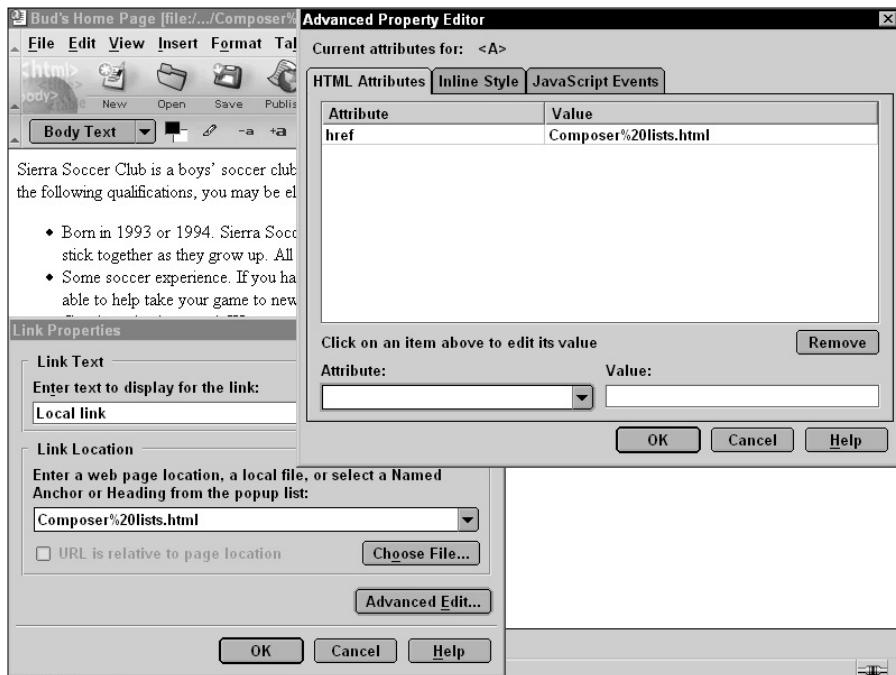 Bud's Home Page [file:/.../Composer%
File Edit View Insert Format Ta
<html>
body>
New Open Save Publis
Body Text -a +a
Sierra Soccer Club is a boys' soccer club
the following qualifications, you may be el
• Born in 1993 or 1994. Sierra Socc
stick together as they grow up. All
• Some soccer experience. If you ha
able to help take your game to new
Advanced Property Editor
Current attributes for: <A>
HTML Attributes Inline Style JavaScript Events
Attribute Value
href Composer%20lists.html
Click on an item above to edit its value Remove
Attribute: Value:
OK Cancel Help
Link Properties
Link Text
Enter text to display for the link:
Local link
Link Location
Enter a web page location, a local file, or select a Named
Anchor or Heading from the popup list:
Composer%20lists.html
URL is relative to page location Choose File...
Advanced Edit...
OK Cancel Help